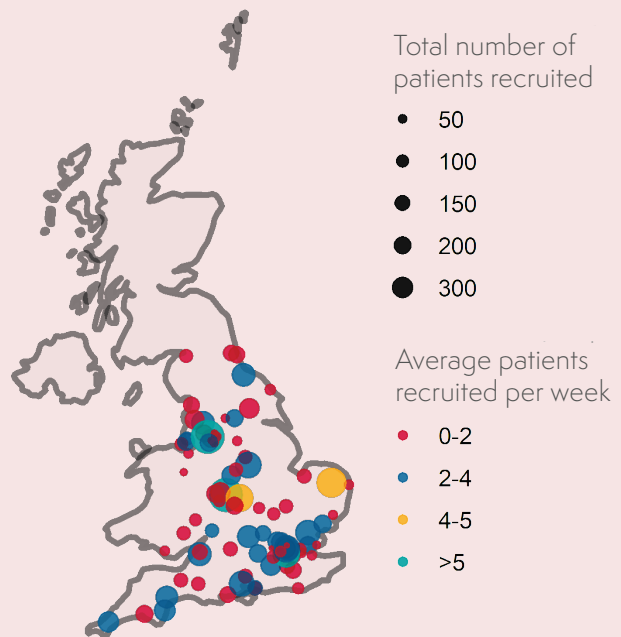 Total number of
patients recruited
50
100
150
200
300
Average patients
recruited per week
0-2
2-4
4-5
>5